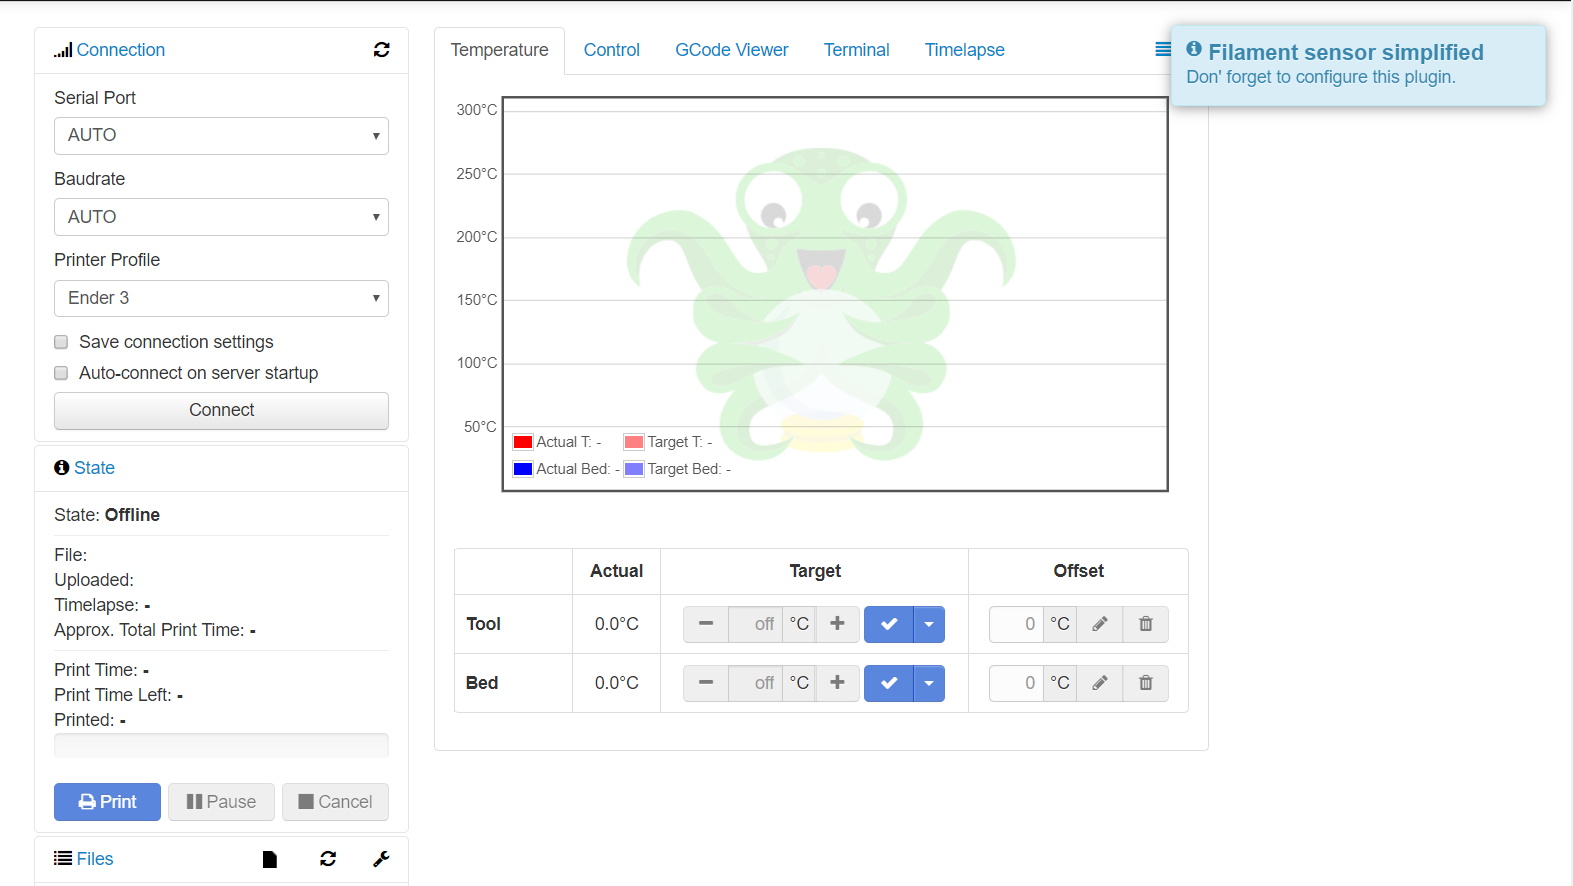 Connection
Serial Port
AUTO
Baudrate
AUTO
Printer Profile
Ender 3
Save connection settings
Auto-connect on server startup
Connect
State
State: Offline
File:
Uploaded:
Timelapse: -
Approx. Total Print Time: -
Print Time: -
Print Time Left: -
Printed: -
Print Pause Cancel
Files
Temperature Control GCode Viewer Terminal Timelapse
300°C
250°C
200°C
150°C
100°C
50°C
Actual T: - Target T: -
Actual Bed: - Target Bed: -
Actual Target Offset
Tool 0.0°C off °C 0 °C
Bed 0.0°C off °C 0 °C
Filament sensor simplified
Don' forget to configure this plugin.